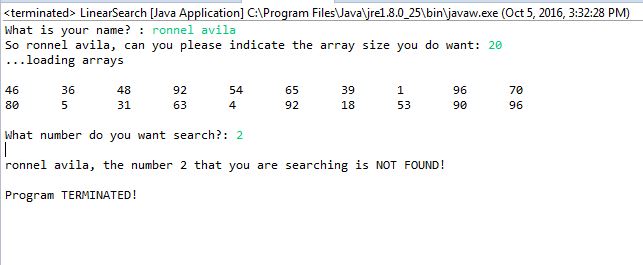 <terminated> LinearSearch [Java Application] C:\Program Files\Java\jre1.8.0_25\bin\javaw.exe (Oct 5, 2016, 3:32:28 PM)
What is your name? : ronnel avila
So ronnel avila, can you please indicate the array size you do want: 20
...loading arrays
46 36 48 92 54 65 39 1 96 70
80 5 31 63 4 92 18 53 90 96
What number do you want search?: 2
ronnel avila, the number 2 that you are searching is NOT FOUND!
Program TERMINATED!